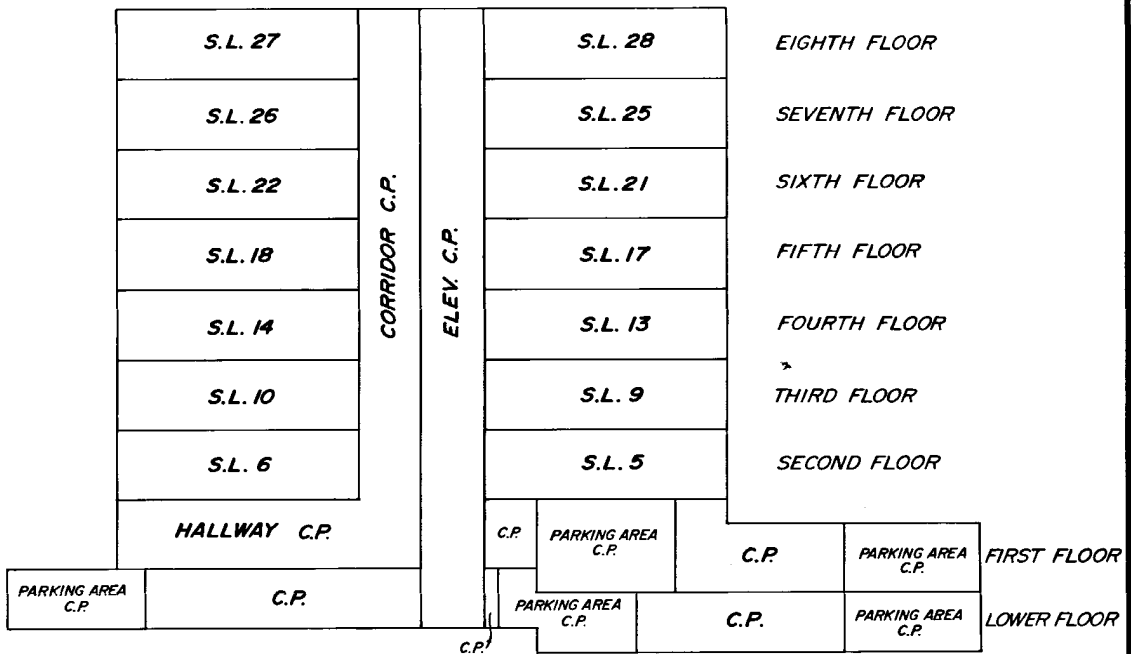 S.L. 27
S.L. 28
EIGHTH FLOOR
S.L. 26
S.L. 25
SEVENTH FLOOR
S.L. 22
S.L. 21
SIXTH FLOOR
CORRIDOR C.P.
ELEV. C.P.
S.L. 18
S.L. 17
FIFTH FLOOR
S.L. 14
S.L. 13
FOURTH FLOOR
S.L. 10
S.L. 9
THIRD FLOOR
S.L. 6
S.L. 5
SECOND FLOOR
HALLWAY C.P.
C.P.
PARKING AREA
C.P.
C.P.
PARKING AREA
C.P.
FIRST FLOOR
PARKING AREA
C.P.
C.P.
C.P.
PARKING AREA
C.P.
C.P.
PARKING AREA
C.P.
LOWER FLOOR